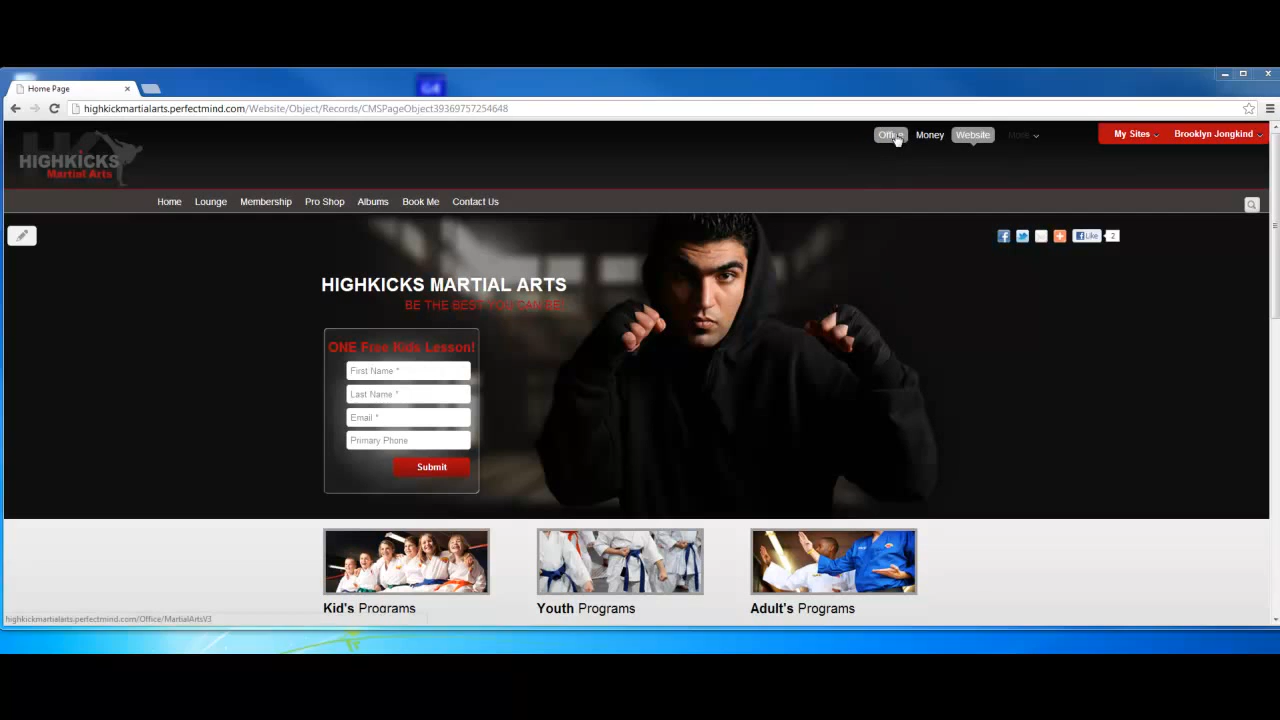 Home Page
highkickmartialarts.perfectmind.com/Website/Object/Records/CMSPageObject39369757254648
Office Money Website More
My Sites Brooklyn Jongkind
HIGHKICKS
Martial Arts
Home Lounge Membership Pro Shop Albums Book Me Contact Us
Like 2
HIGHKICKS MARTIAL ARTS
BE THE BEST YOU CAN BE!
ONE Free Kids Lesson!
First Name *
Last Name *
Email *
Primary Phone
Submit
Kid's Programs Youth Programs Adult's Programs
highkickmartialarts.perfectmind.com/Office/MartialArtsV3